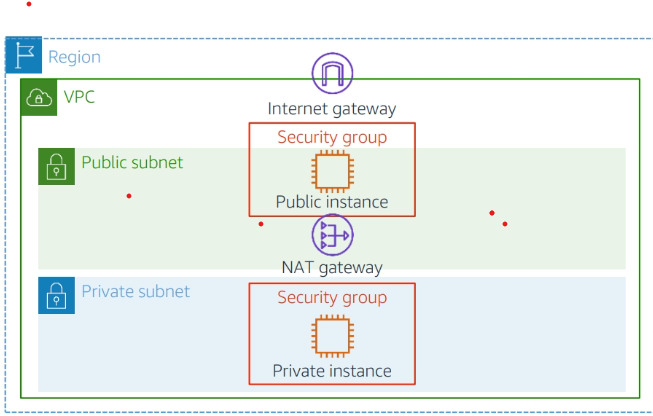 Region
VPC
Internet gateway
Security group
Public subnet
Public instance
NAT gateway
Private subnet
Security group
Private instance